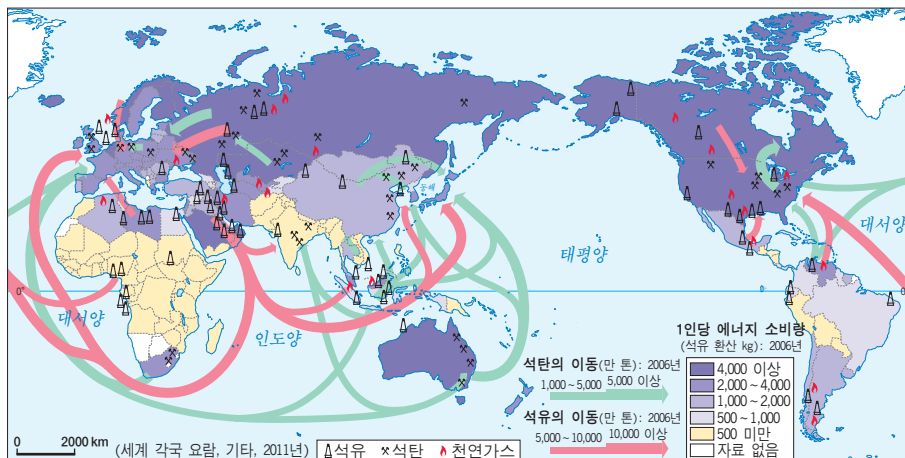 동해
태평양
대서양
0°
0°
대서양
인도양
1인당 에너지 소비량
(석유 환산 kg): 2006년
4,000 이상
2,000~4,000
1,000~2,000
500~1,000
500 미만
자료 없음
석탄의 이동(만 톤): 2006년
1,000~5,000 5,000 이상
석유의 이동(만 톤): 2006년
5,000~10,000 10,000 이상
0 2000 km
(세계 각국 요람, 기타, 2011년) 석유 석탄 천연가스